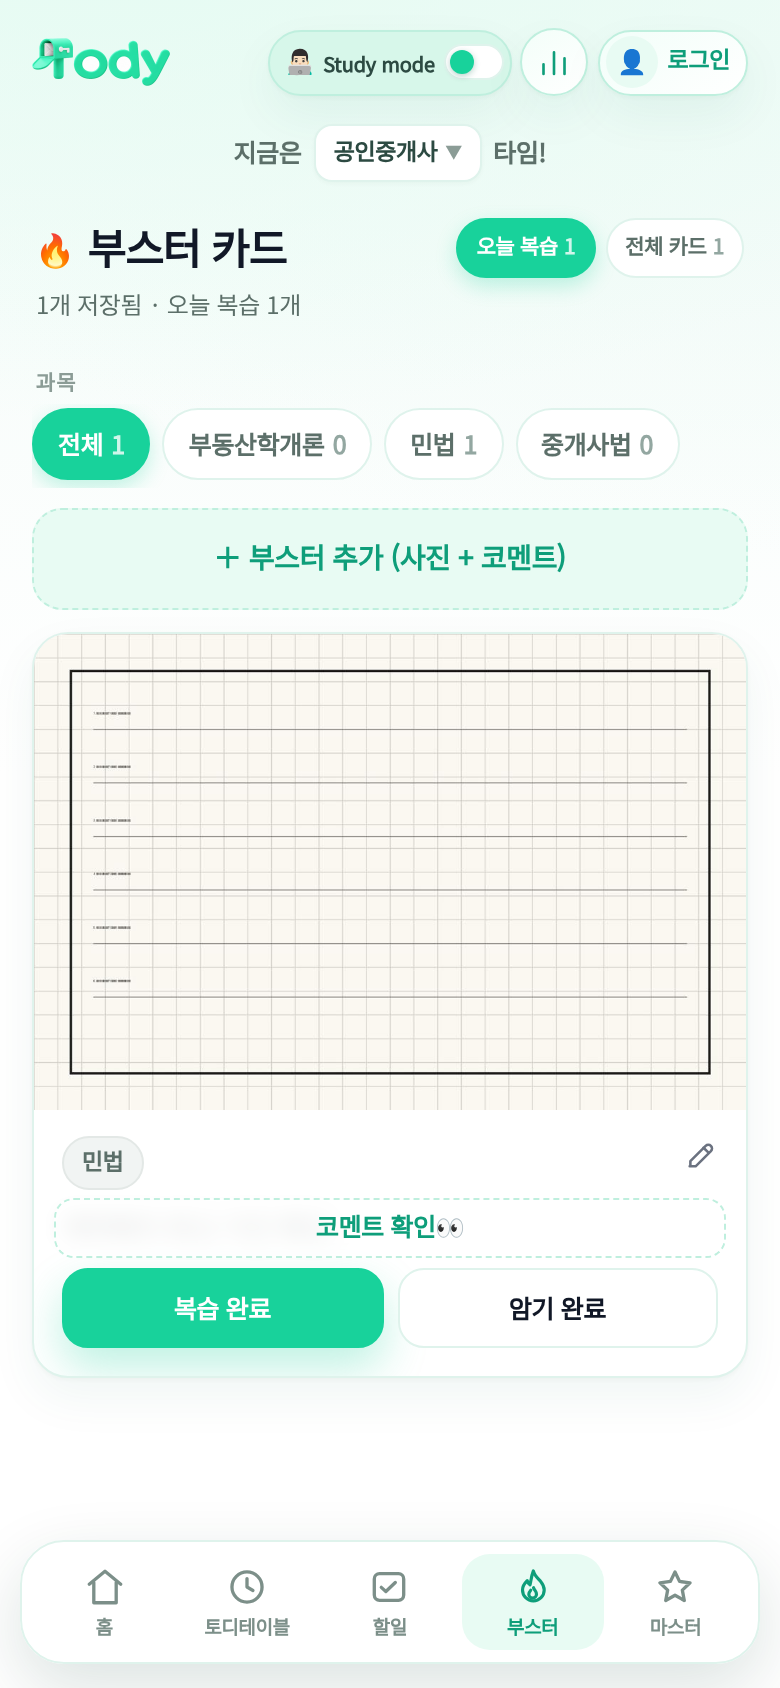 Tody
Study mode
로그인
지금은 공인중개사 ▼ 타임!
🔥 부스터 카드
오늘 복습 1
전체 카드 1
1개 저장됨 · 오늘 복습 1개
과목
전체 1
부동산학개론 0
민법 1
중개사법 0
+ 부스터 추가 (사진 + 코멘트)
민법
코멘트 확인👀
복습 완료
암기 완료
홈
토디테이블
할일
부스터
마스터